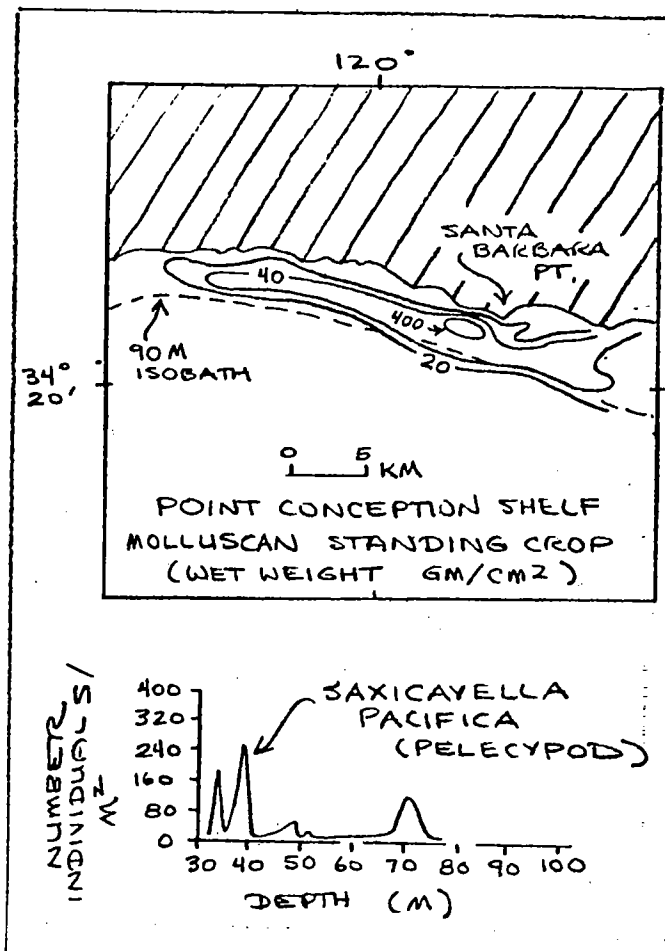 120°
SANTA
BARBARA
PT.
40
400
90 M
ISOBATH
20
34°
20'
0 5
KM
POINT CONCEPTION SHELF
MOLLUSCAN STANDING CROP
(WET WEIGHT GM/CM2)
NUMBER
INDIVIDUALS/
M2
400
320
240
160
80
0
SAXICAVELLA
PACIFICA
(PELECYPOD)
30 40 50 60 70 80 90 100
DEPTH (M)